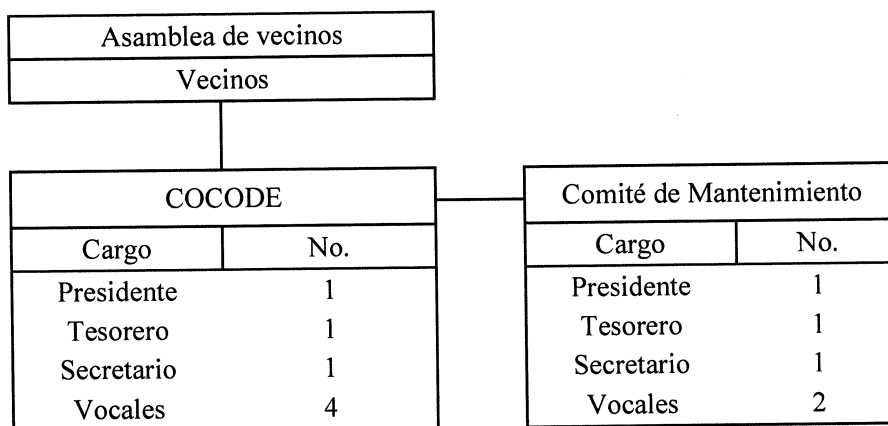 Asamblea de vecinos
Vecinos
COCODE
Cargo No.
Presidente 1
Tesorero 1
Secretario 1
Vocales 4
Comité de Mantenimiento
Cargo No.
Presidente 1
Tesorero 1
Secretario 1
Vocales 2